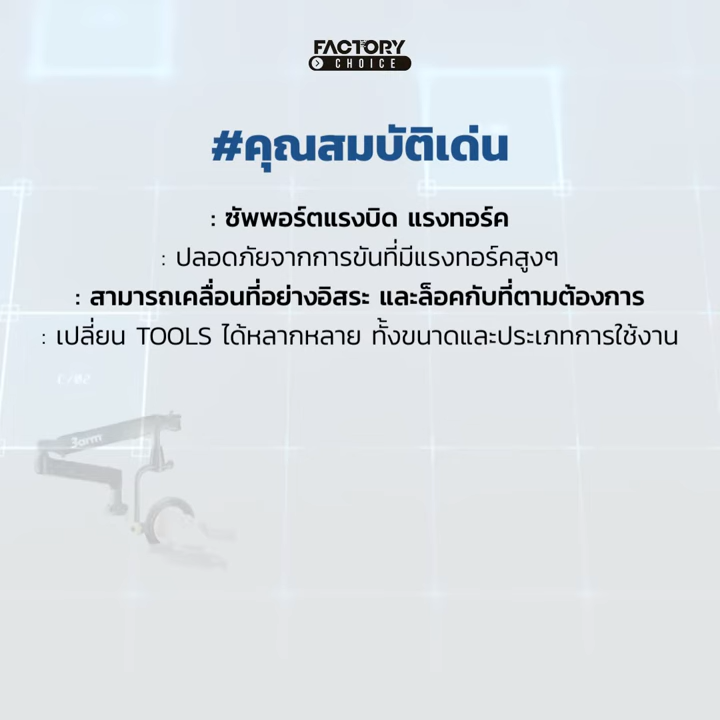 FACTORY
CHOICE
#คุณสมบัติเด่น
: ซัพพอร์ตแรงบิด แรงทอร์ค
: ปลอดภัยจากการขันที่มีแรงทอร์คสูงๆ
: สามารถเคลื่อนที่อย่างอิสระ และล็อคกับที่ตามต้องการ
: เปลี่ยน TOOLS ได้หลากหลาย ทั้งขนาดและประเภทการใช้งาน
3arm